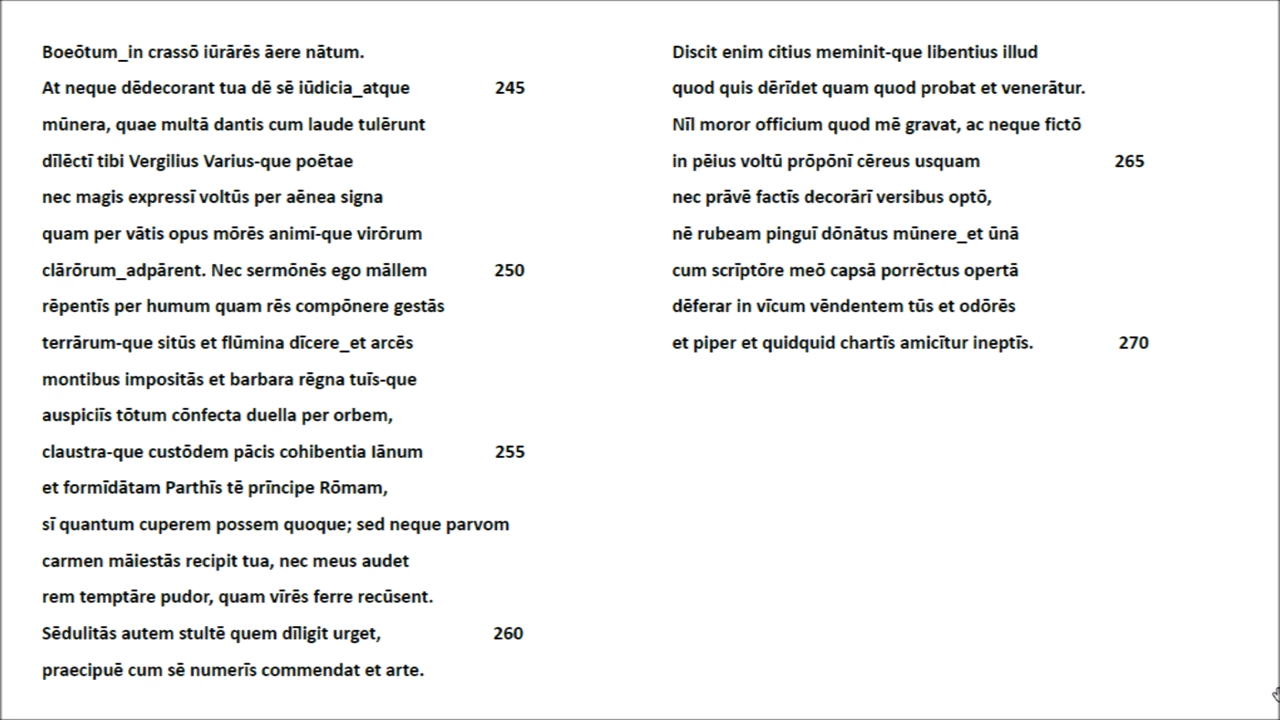 Boeōtum_in crassō iūrārēs āere nātum.
At neque dēdecorant tua dē sē iūdicia_atque 245
mūnera, quae multā dantis cum laude tulērunt
dīlēctī tibi Vergilius Varius-que poētae
nec magis expressī voltūs per aēnea signa
quam per vātis opus mōrēs animī-que virōrum
clārōrum_adpārent. Nec sermōnēs ego māllem 250
rēpentīs per humum quam rēs compōnere gestās
terrārum-que sitūs et flūmina dīcere_et arcēs
montibus impositās et barbara rēgna tuīs-que
auspiciīs tōtum cōnfecta duella per orbem,
claustra-que custōdem pācis cohibentia Iānum 255
et formīdātam Parthīs tē prīncipe Rōmam,
sī quantum cuperem possem quoque; sed neque parvom
carmen māiestās recipit tua, nec meus audet
rem temptāre pudor, quam vīrēs ferre recūsent.
Sēdulitās autem stultē quem dīligit urget, 260
praecipuē cum sē numerīs commendat et arte.
Discit enim citius meminit-que libentius illud
quod quis dērīdet quam quod probat et venerātur.
Nīl moror officium quod mē gravat, ac neque fictō
in pēius voltū prōpōnī cēreus usquam 265
nec prāvē factīs decorārī versibus optō,
nē rubeam pinguī dōnātus mūnere_et ūnā
cum scrīptōre meō capsā porrēctus opertā
dēferar in vīcum vēndentem tūs et odōrēs
et piper et quidquid chartīs amicītur ineptīs. 270